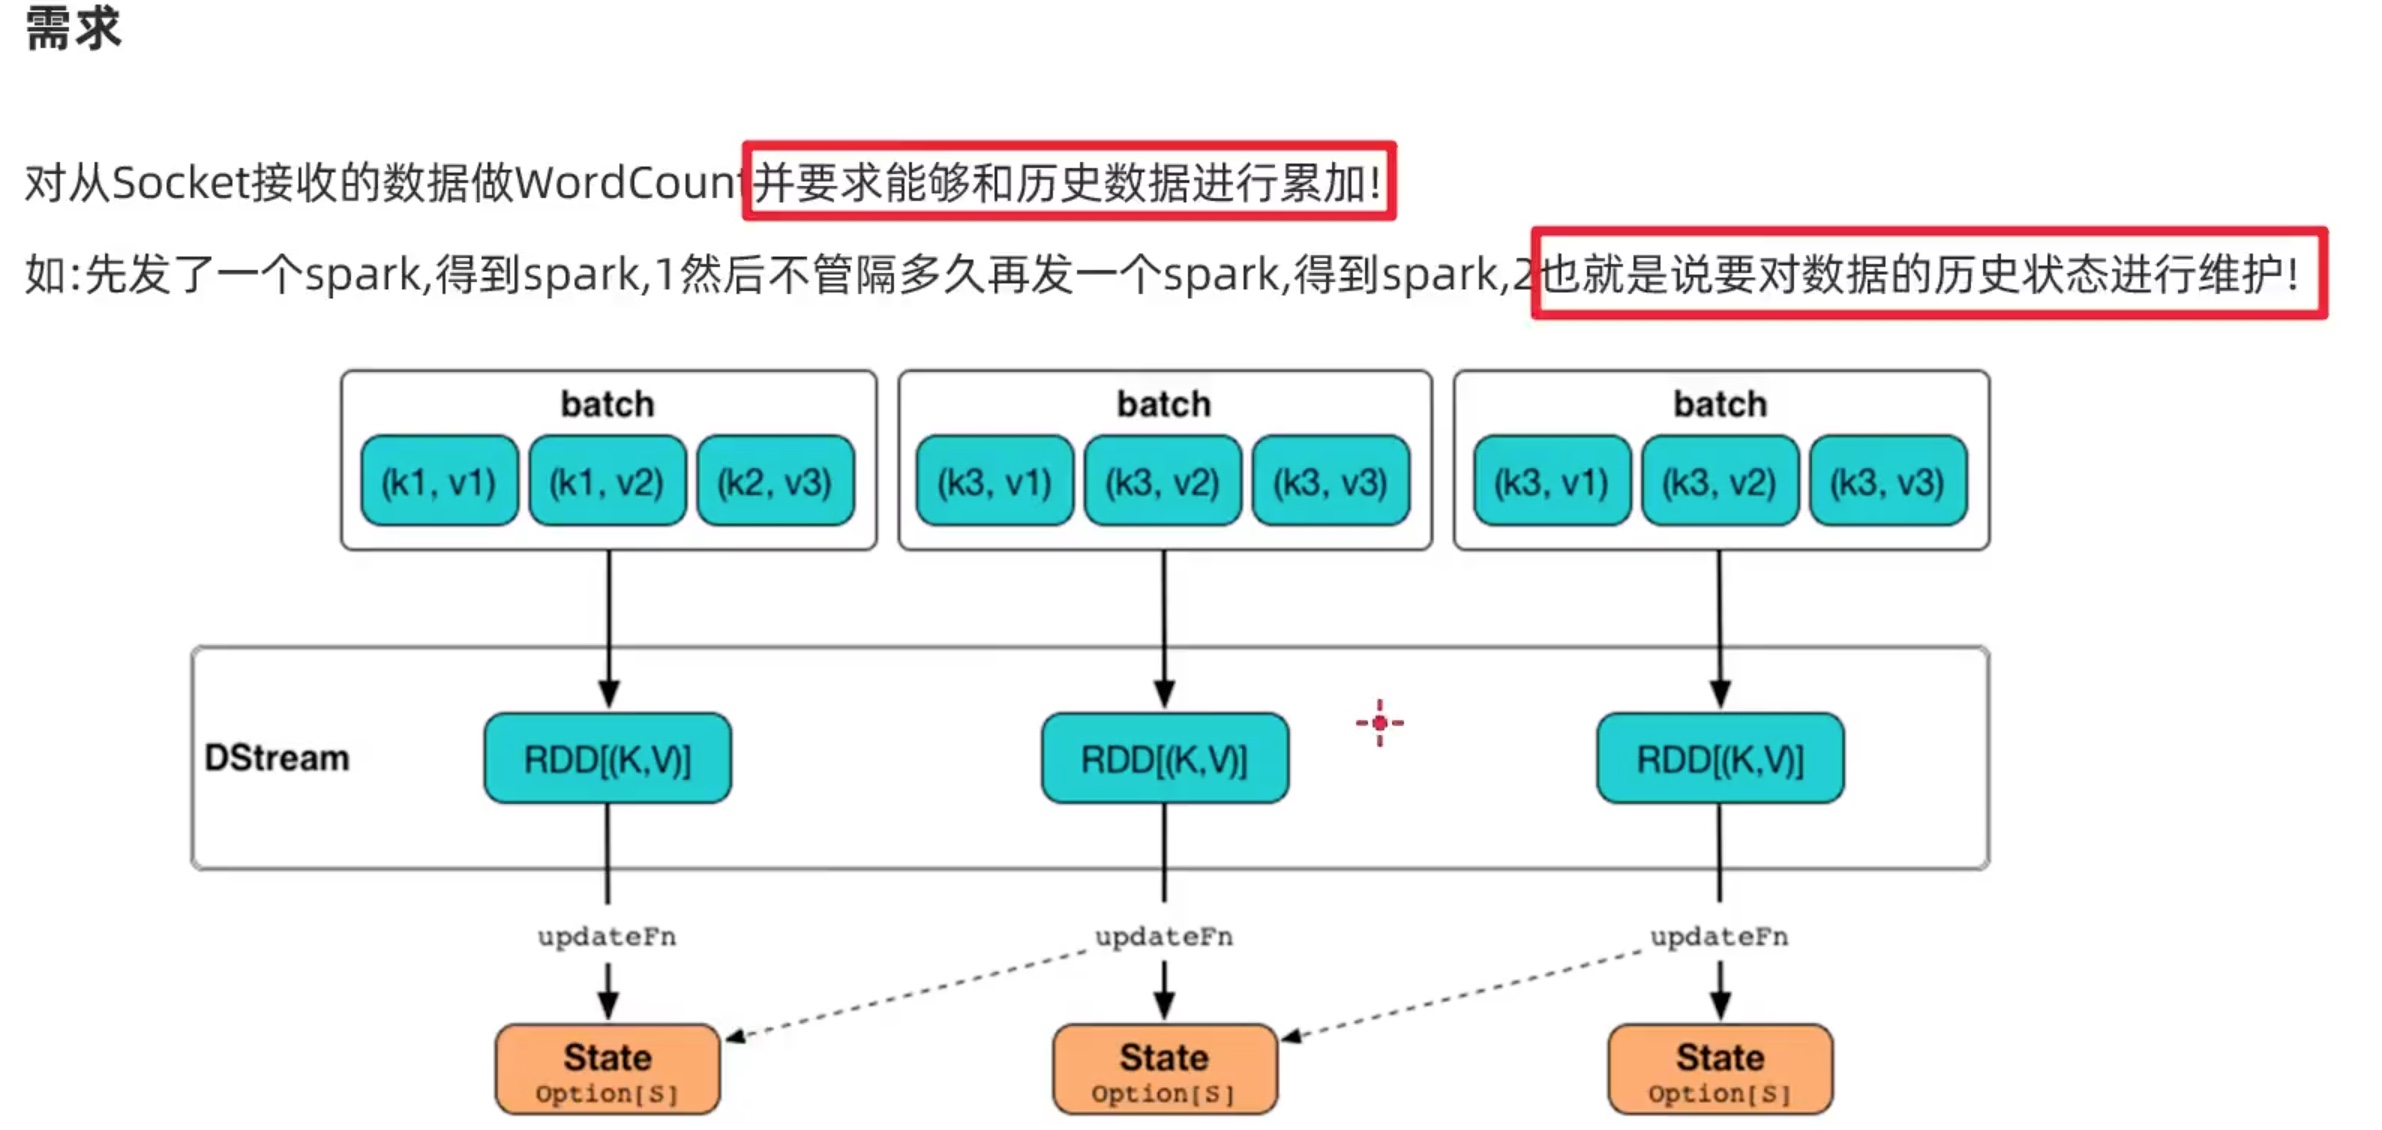 需求
对从Socket接收的数据做WordCount并要求能够和历史数据进行累加!
如:先发了一个spark,得到spark,1然后不管隔多久再发一个spark,得到spark,2也就是说要对数据的历史状态进行维护!
batch batch batch
(k1, v1) (k1, v2) (k2, v3) (k3, v1) (k3, v2) (k3, v3) (k3, v1) (k3, v2) (k3, v3)
DStream RDD[(K,V)] RDD[(K,V)] RDD[(K,V)]
updateFn updateFn updateFn
State State State
Option[S] Option[S] Option[S]